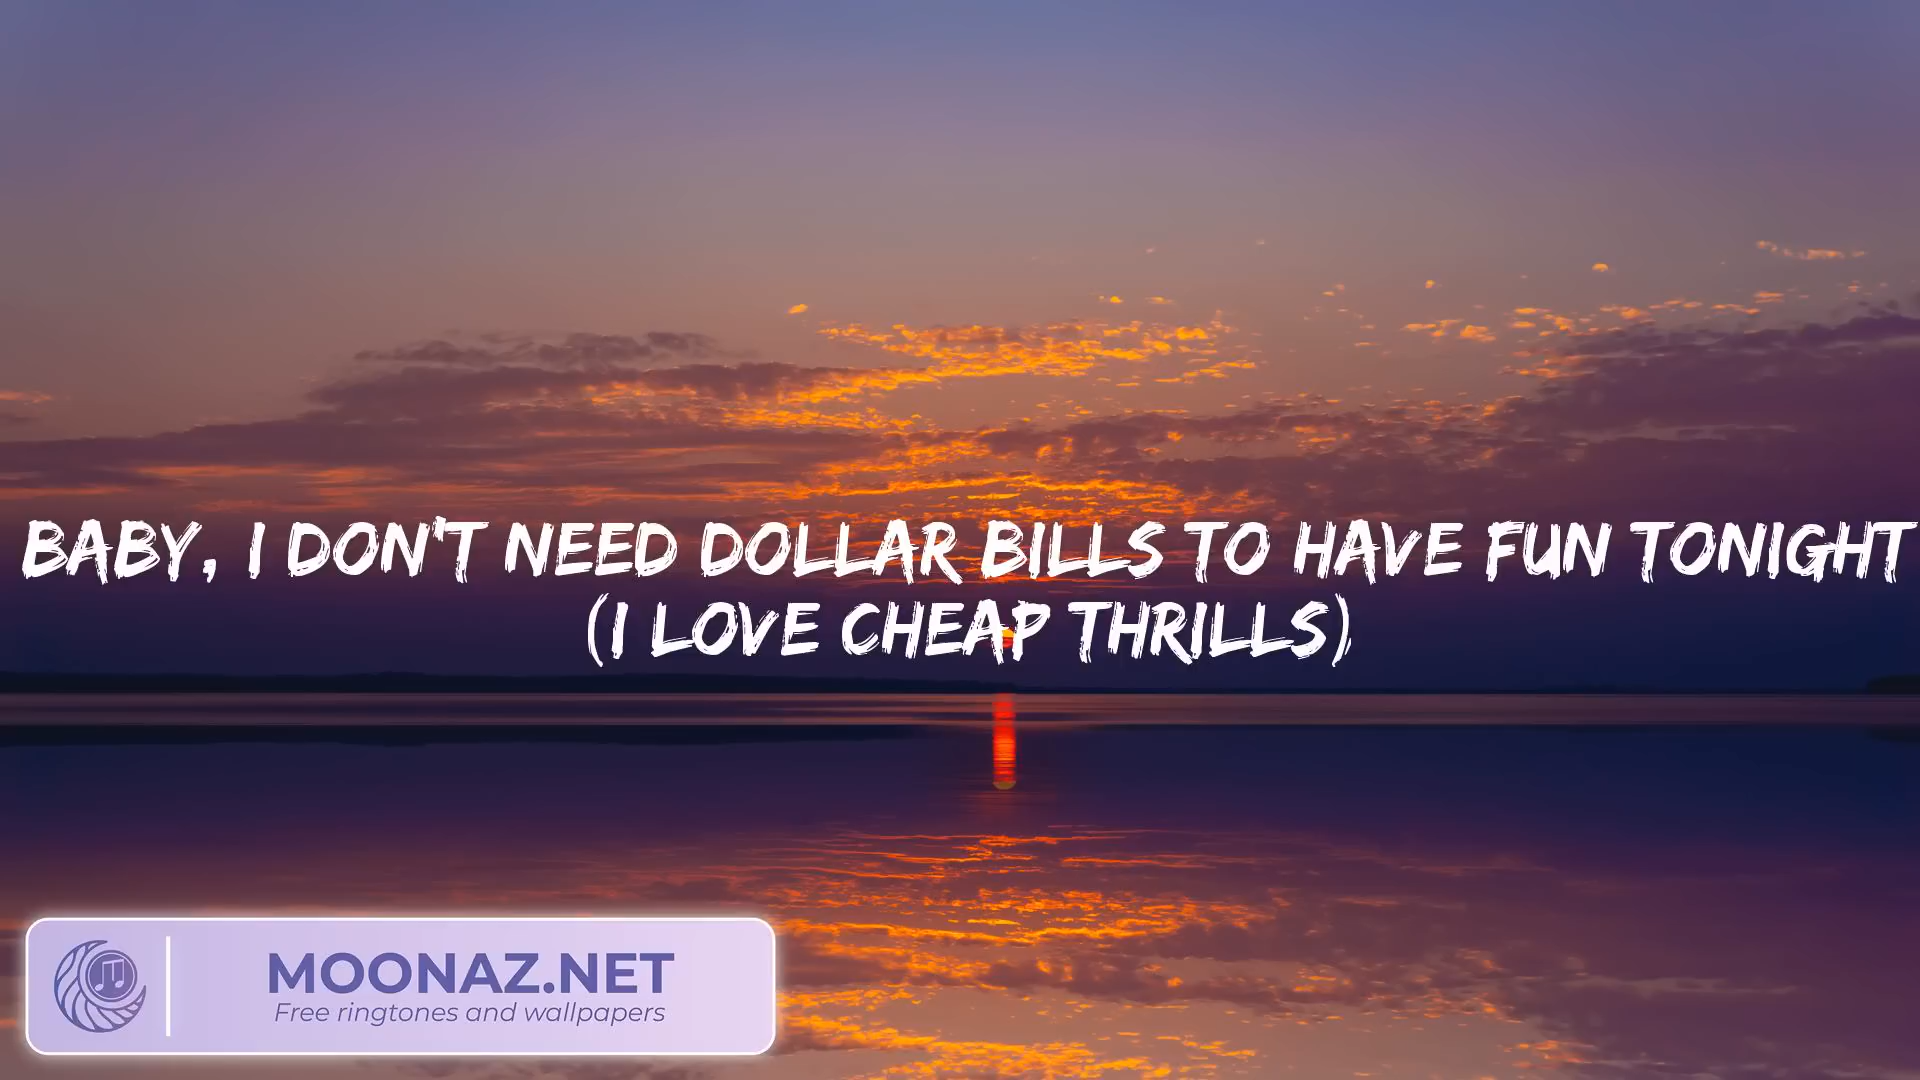 BABY, I DON'T NEED DOLLAR BILLS TO HAVE FUN TONIGHT
(I LOVE CHEAP THRILLS)
MOONAZ.NET
Free ringtones and wallpapers